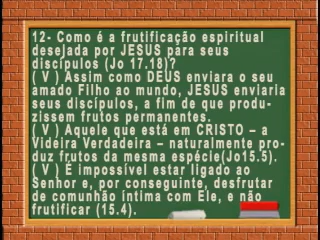 12- Como é a frutificação espiritual
desejada por JESUS para seus
discípulos (Jo 17.18)?
( V ) Assim como DEUS enviara o seu
amado Filho ao mundo, JESUS enviaria
seus discípulos, a fim de que produ-
zissem frutos permanentes.
( V ) Aquele que está em CRISTO – a
Videira Verdadeira – naturalmente pro-
duz frutos da mesma espécie(Jo15.5).
( V ) É impossível estar ligado ao
Senhor e, por conseguinte, desfrutar
de comunhão íntima com Ele, e não
frutificar (15.4).